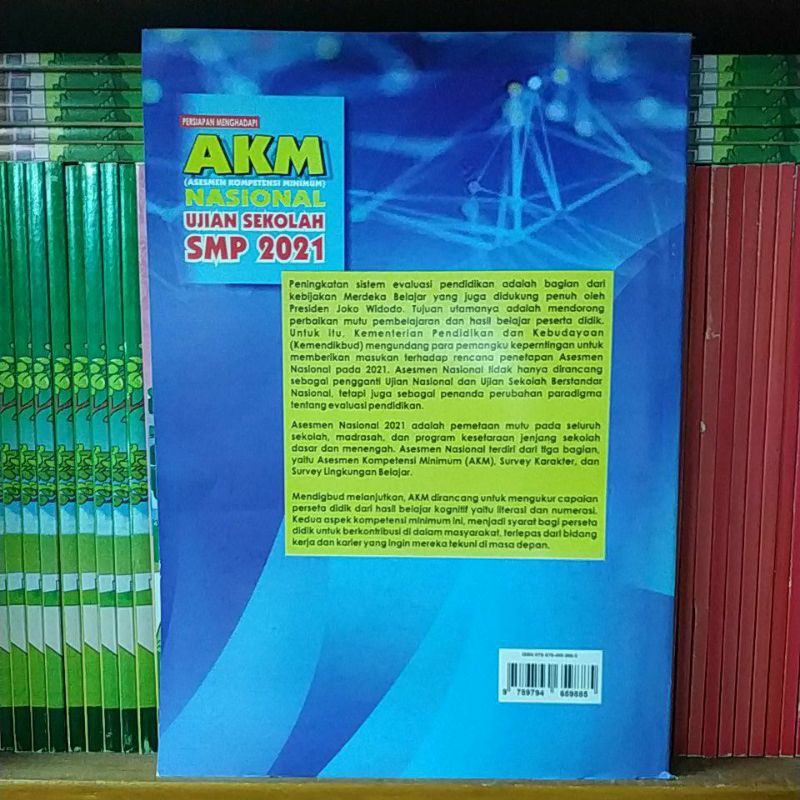 PERSIAPAN MENGHADAPI
AKM
(ASESMEN KOMPETENSI MINIMUM)
NASIONAL
UJIAN SEKOLAH
SMP 2021
Peningkatan sistem evaluasi pendidikan adalah bagian dari
kebijakan Merdeka Belajar yang juga didukung penuh oleh
Presiden Joko Widodo. Tujuan utamanya adalah mendorong
perbaikan mutu pembelajaran dan hasil belajar peserta didik.
Untuk itu, Kementerian Pendidikan dan Kebudayaan
(Kemendikbud) mengundang para pemangku keperntingan untuk
memberikan masukan terhadap rencana penetapan Asesmen
Nasional pada 2021. Asesmen Nasional tidak hanya dirancang
sebagai pengganti Ujian Nasional dan Ujian Sekolah Berstandar
Nasional, tetapi juga sebagai penanda perubahan paradigma
tentang evaluasi pendidikan.
Asesmen Nasional 2021 adalah pemetaan mutu pada seluruh
sekolah, madrasah, dan program kesetaraan jenjang sekolah
dasar dan menengah. Asesmen Nasional terdiri dari tiga bagian,
yaitu Asesmen Kompetensi Minimum (AKM), Survey Karakter, dan
Survey Lingkungan Belajar.
Mendigbud melanjutkan, AKM dirancang untuk mengukur capaian
perseta didik dari hasil belajar kognitif yaitu literasi dan numerasi.
Kedua aspek kompetensi minimum ini, menjadi syarat bagi perseta
didik untuk berkontribusi di dalam masyarakat, terlepas dari bidang
kerja dan karier yang ingin mereka tekuni di masa depan.
ISBN
9 789794 659885